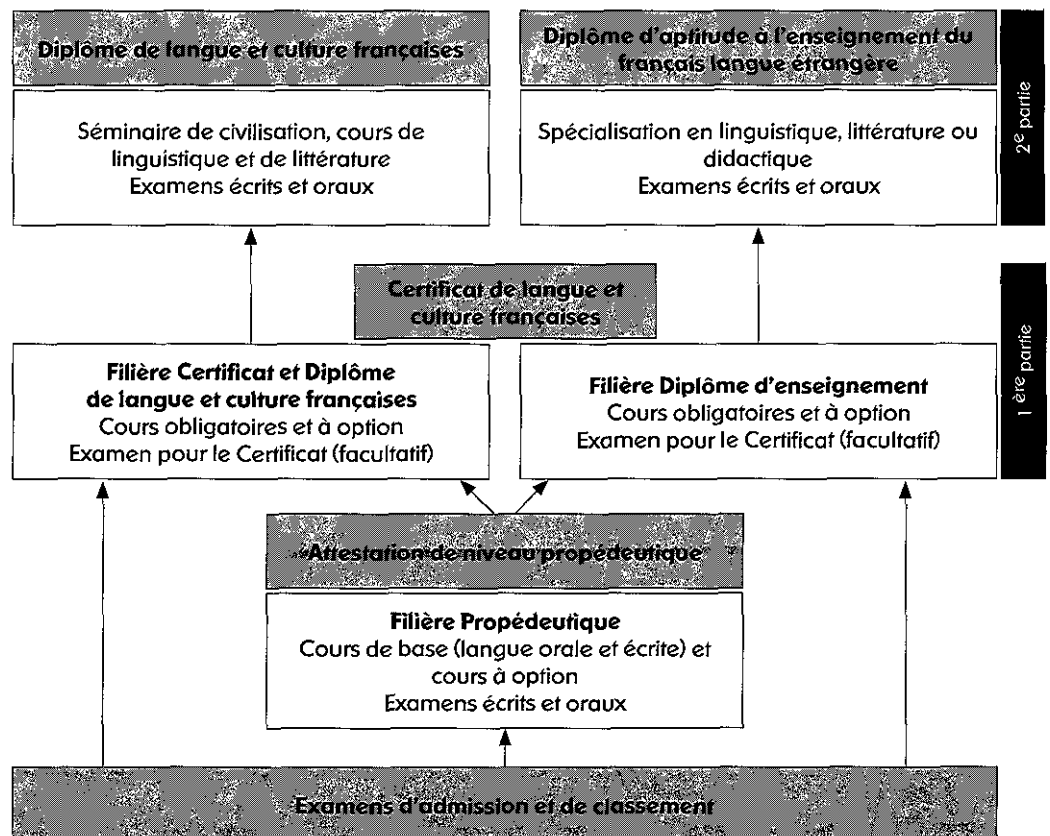 Diplôme de langue et culture françaises
Séminaire de civilisation, cours de
linguistique et de littérature
Examens écrits et oraux
Diplôme d'aptitude à l'enseignement du
français langue étrangère
Spécialisation en linguistique, littérature ou
didactique
Examens écrits et oraux
2e partie
Certificat de langue et
culture françaises
Filière Certificat et Diplôme
de langue et culture françaises
Cours obligatoires et à option
Examen pour le Certificat (facultatif)
Filière Diplôme d'enseignement
Cours obligatoires et à option
Examen pour le Certificat (facultatif)
1 ère partie
Attestation de niveau propédeutique
Filière Propédeutique
Cours de base (langue orale et écrite) et
cours à option
Examens écrits et oraux
Examens d'admission et de classement